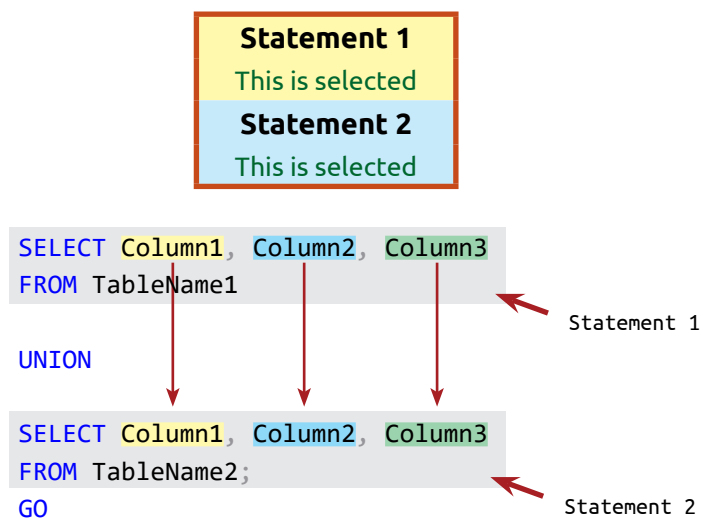 Statement 1
This is selected
Statement 2
This is selected
SELECT Column1, Column2, Column3
FROM TableName1
Statement 1
UNION
SELECT Column1, Column2, Column3
FROM TableName2;
GO
Statement 2